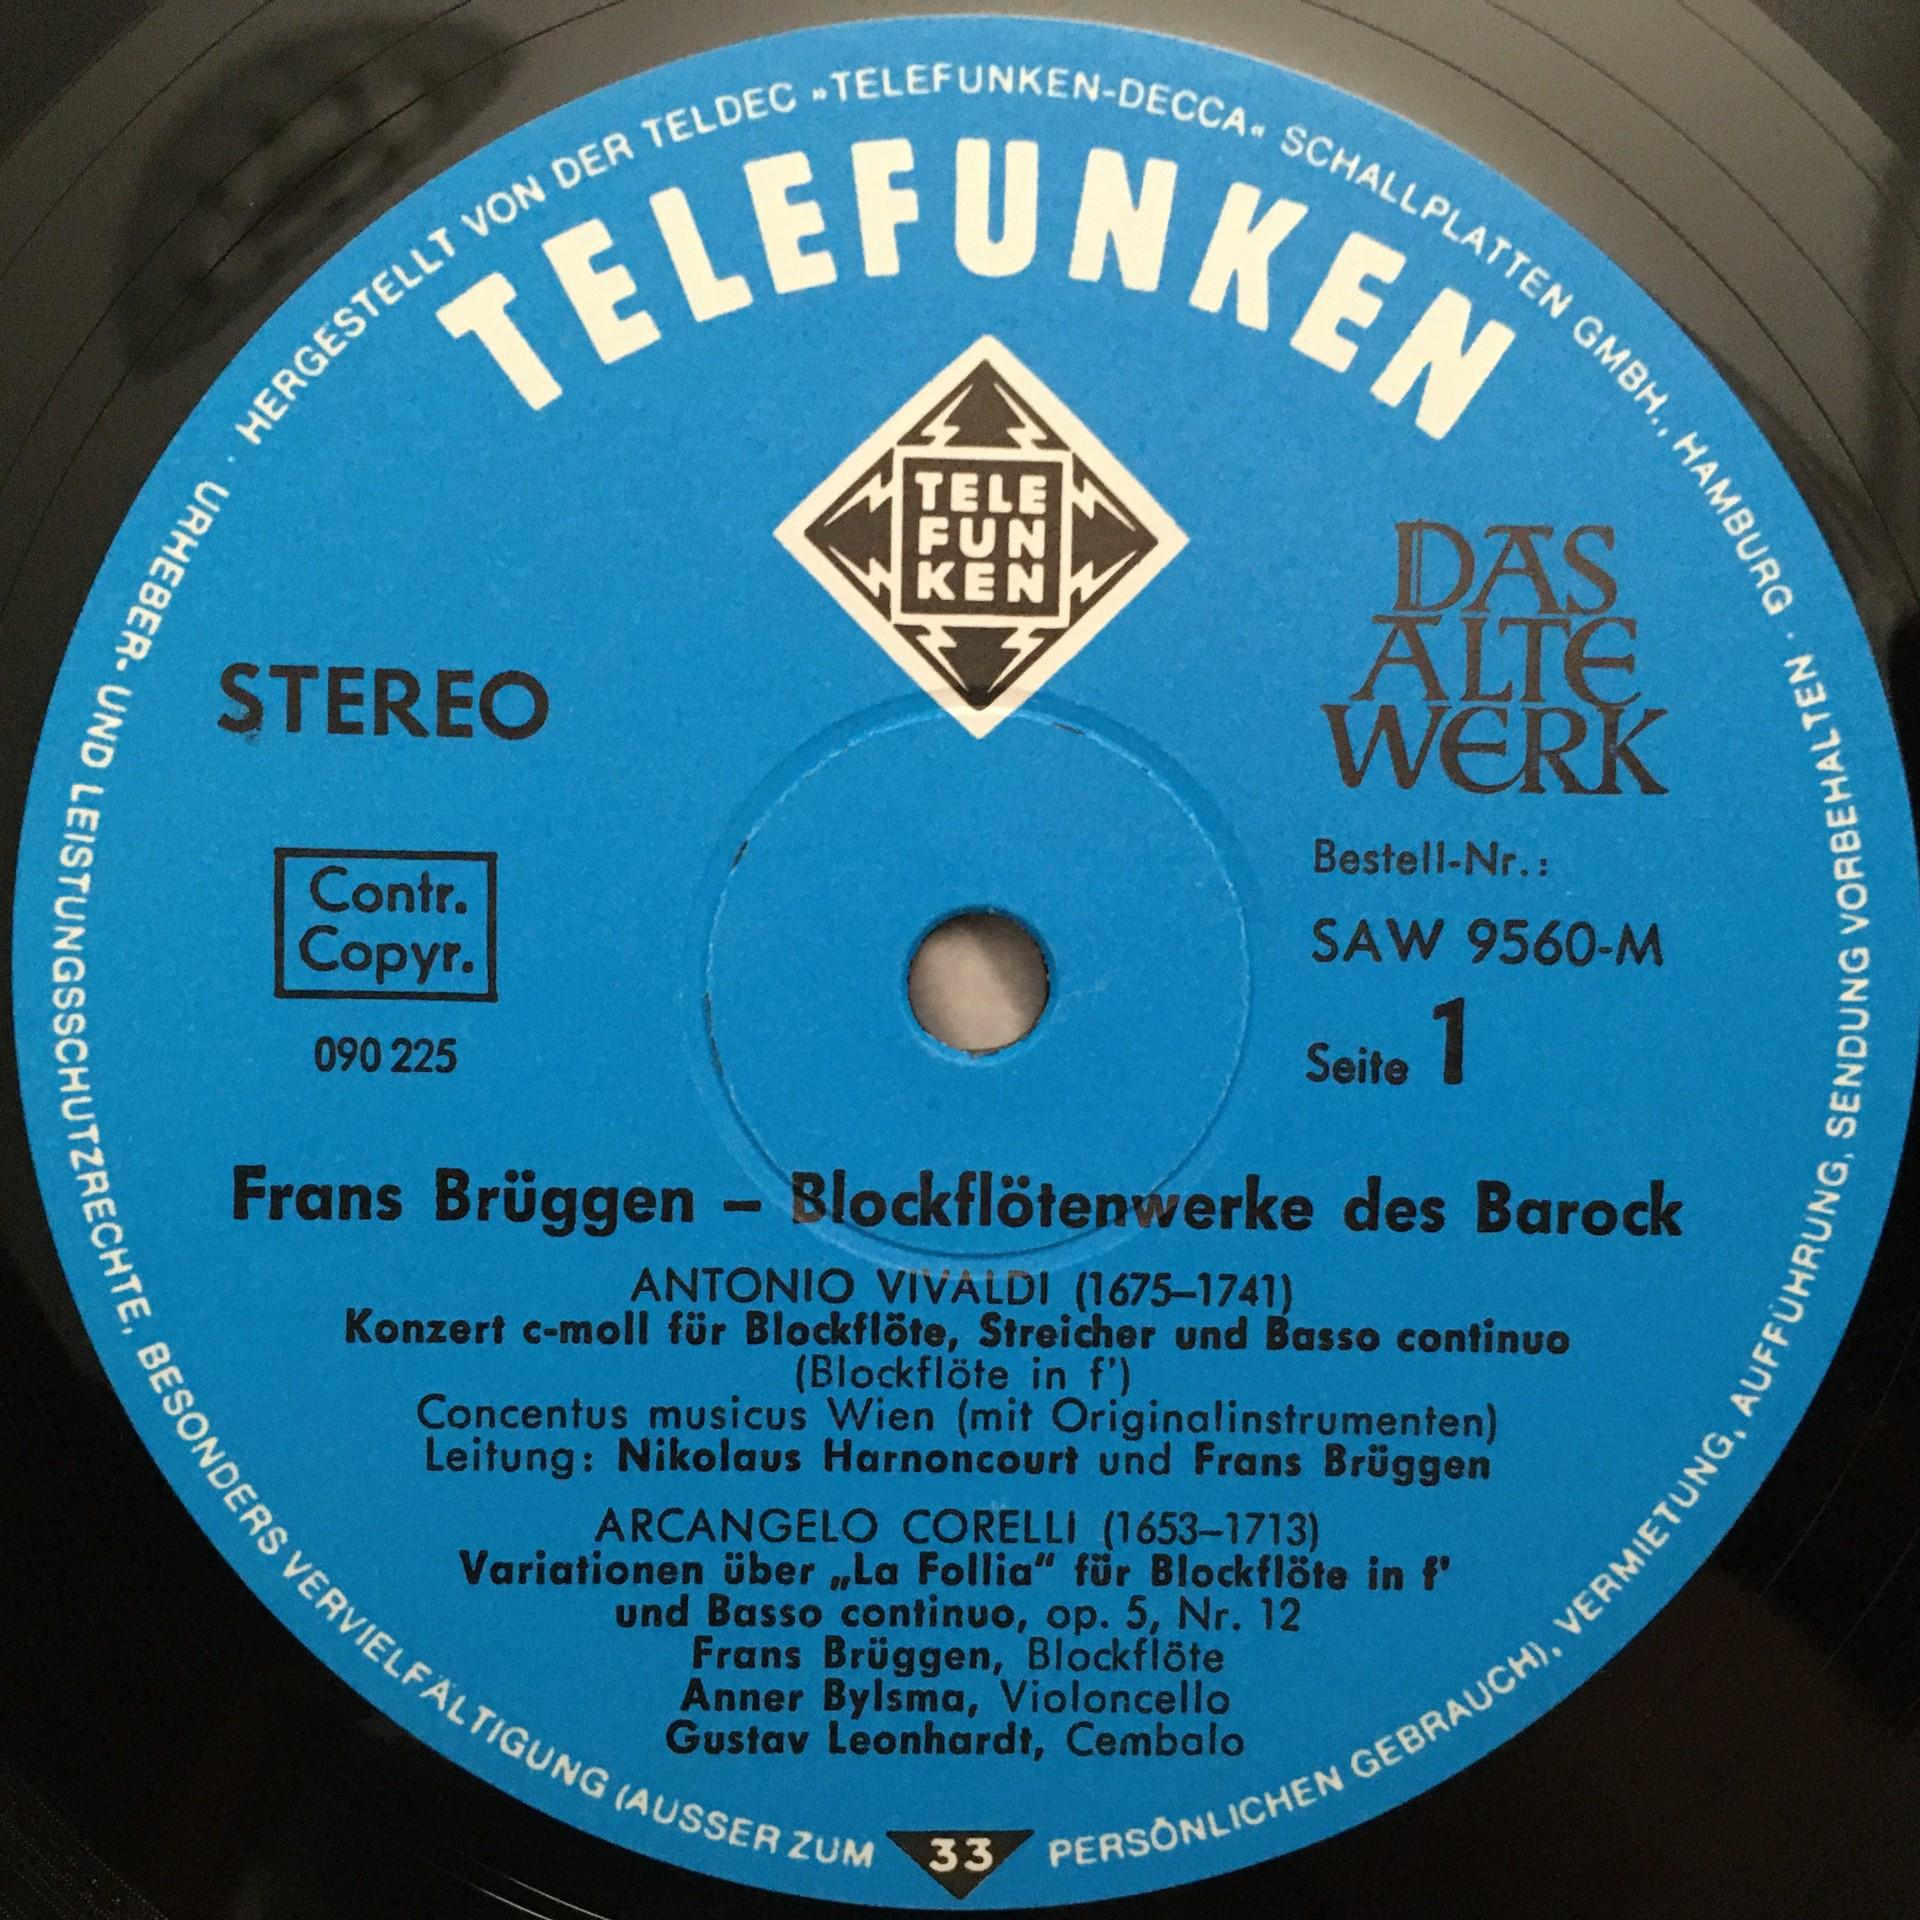 HERGESTELLT VON DER TELDEC »TELEFUNKEN-DECCA« SCHALLPLATTEN GMBH., HAMBURG · URHEBER- UND LEISTUNGSSCHUTZRECHTE, BESONDERS VERVIELFÄLTIGUNG (AUSSER ZUM PERSÖNLICHEN GEBRAUCH), VERMIETUNG, AUFFÜHRUNG, SENDUNG VORBEHALTEN ·
TELEFUNKEN
TELE
FUN
KEN
DAS
ALTE
WERK
STEREO
Contr.
Copyr.
090 225
Bestell-Nr.:
SAW 9560-M
Seite 1
Frans Brüggen – Blockflötenwerke des Barock
ANTONIO VIVALDI (1675–1741)
Konzert c-moll für Blockflöte, Streicher und Basso continuo
(Blockflöte in f')
Concentus musicus Wien (mit Originalinstrumenten)
Leitung: Nikolaus Harnoncourt und Frans Brüggen
ARCANGELO CORELLI (1653–1713)
Variationen über „La Follia“ für Blockflöte in f'
und Basso continuo, op. 5, Nr. 12
Frans Brüggen, Blockflöte
Anner Bylsma, Violoncello
Gustav Leonhardt, Cembalo
33